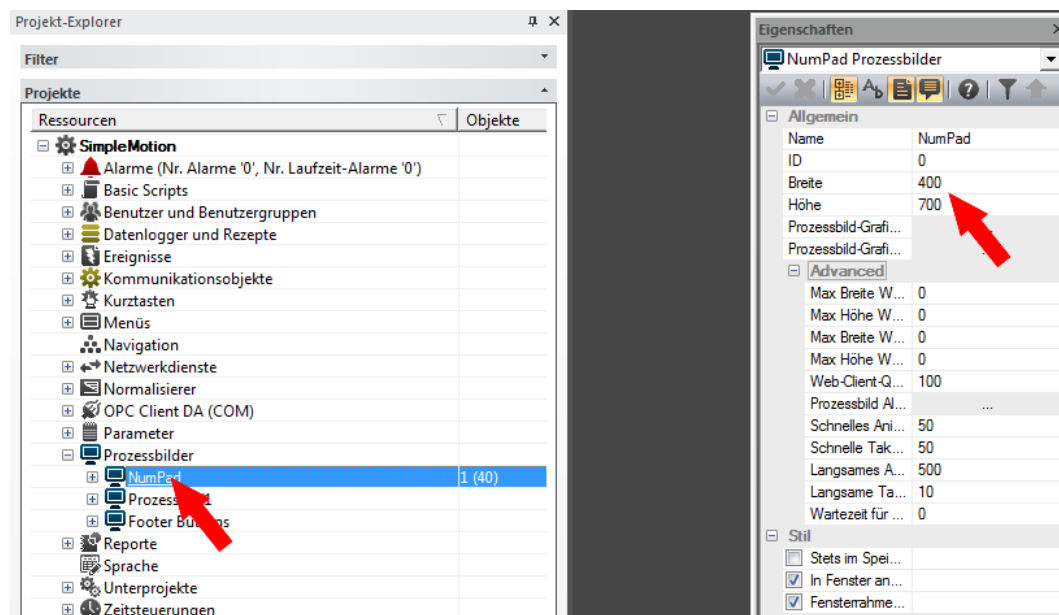 Projekt-Explorer
Filter
Projekte
Ressourcen Objekte
SimpleMotion
Alarme (Nr. Alarme '0', Nr. Laufzeit-Alarme '0')
Basic Scripts
Benutzer und Benutzergruppen
Datenlogger und Rezepte
Ereignisse
Kommunikationsobjekte
Kurztasten
Menüs
Navigation
Netzwerkdienste
Normalisierer
OPC Client DA (COM)
Parameter
Prozessbilder
NumPad 1 (40)
Footer
Reporte
Sprache
Unterprojekte
Zeitsteuerungen
Eigenschaften
NumPad Prozessbilder
Allgemein
Name NumPad
ID 0
Breite 400
Höhe 700
Prozessbild-Grafi... ...
Prozessbild-Grafi...
Advanced
Max Breite W... 0
Max Höhe W... 0
Max Breite W... 0
Max Höhe W... 0
Web-Client-Q... 100
Prozessbild Al... ...
Schnelles Ani... 50
Schnelle Tak... 50
Langsames A... 500
Langsame Ta... 10
Wartezeit für ... 0
Stil
Stets im Spei...
In Fenster an...
Fensterrahme...